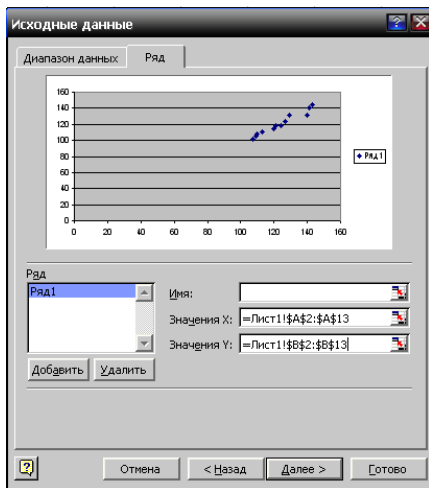 Исходные данные
Диапазон данных Ряд
160
140
120
100
80
60
40
20
0
0 20 40 60 80 100 120 140 160
Ряд1
Ряд
Ряд1
Имя:
Значения X: =Лист1!$A$2:$A$13
Значения Y: =Лист1!$B$2:$B$13
Добавить Удалить
Отмена < Назад Далее > Готово